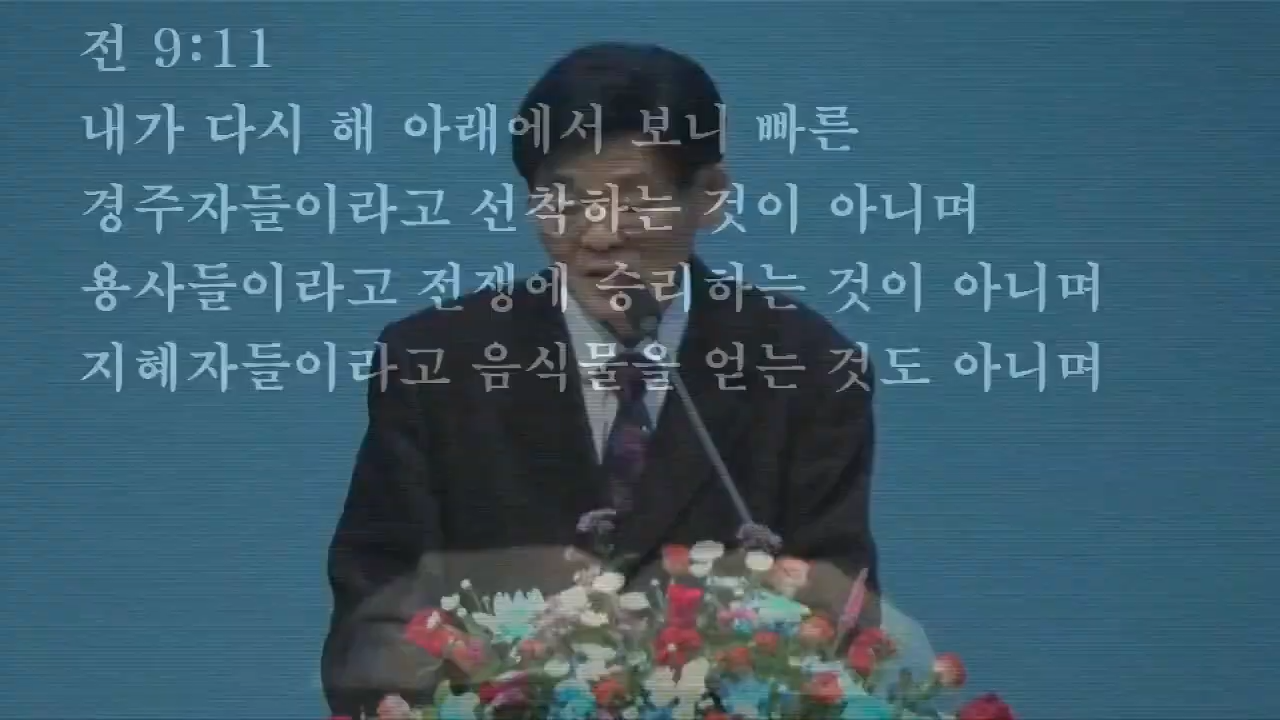 전 9:11
내가 다시 해 아래에서 보니 빠른
경주자들이라고 선착하는 것이 아니며
용사들이라고 전쟁에 승리하는 것이 아니며
지혜자들이라고 음식물을 얻는 것도 아니며